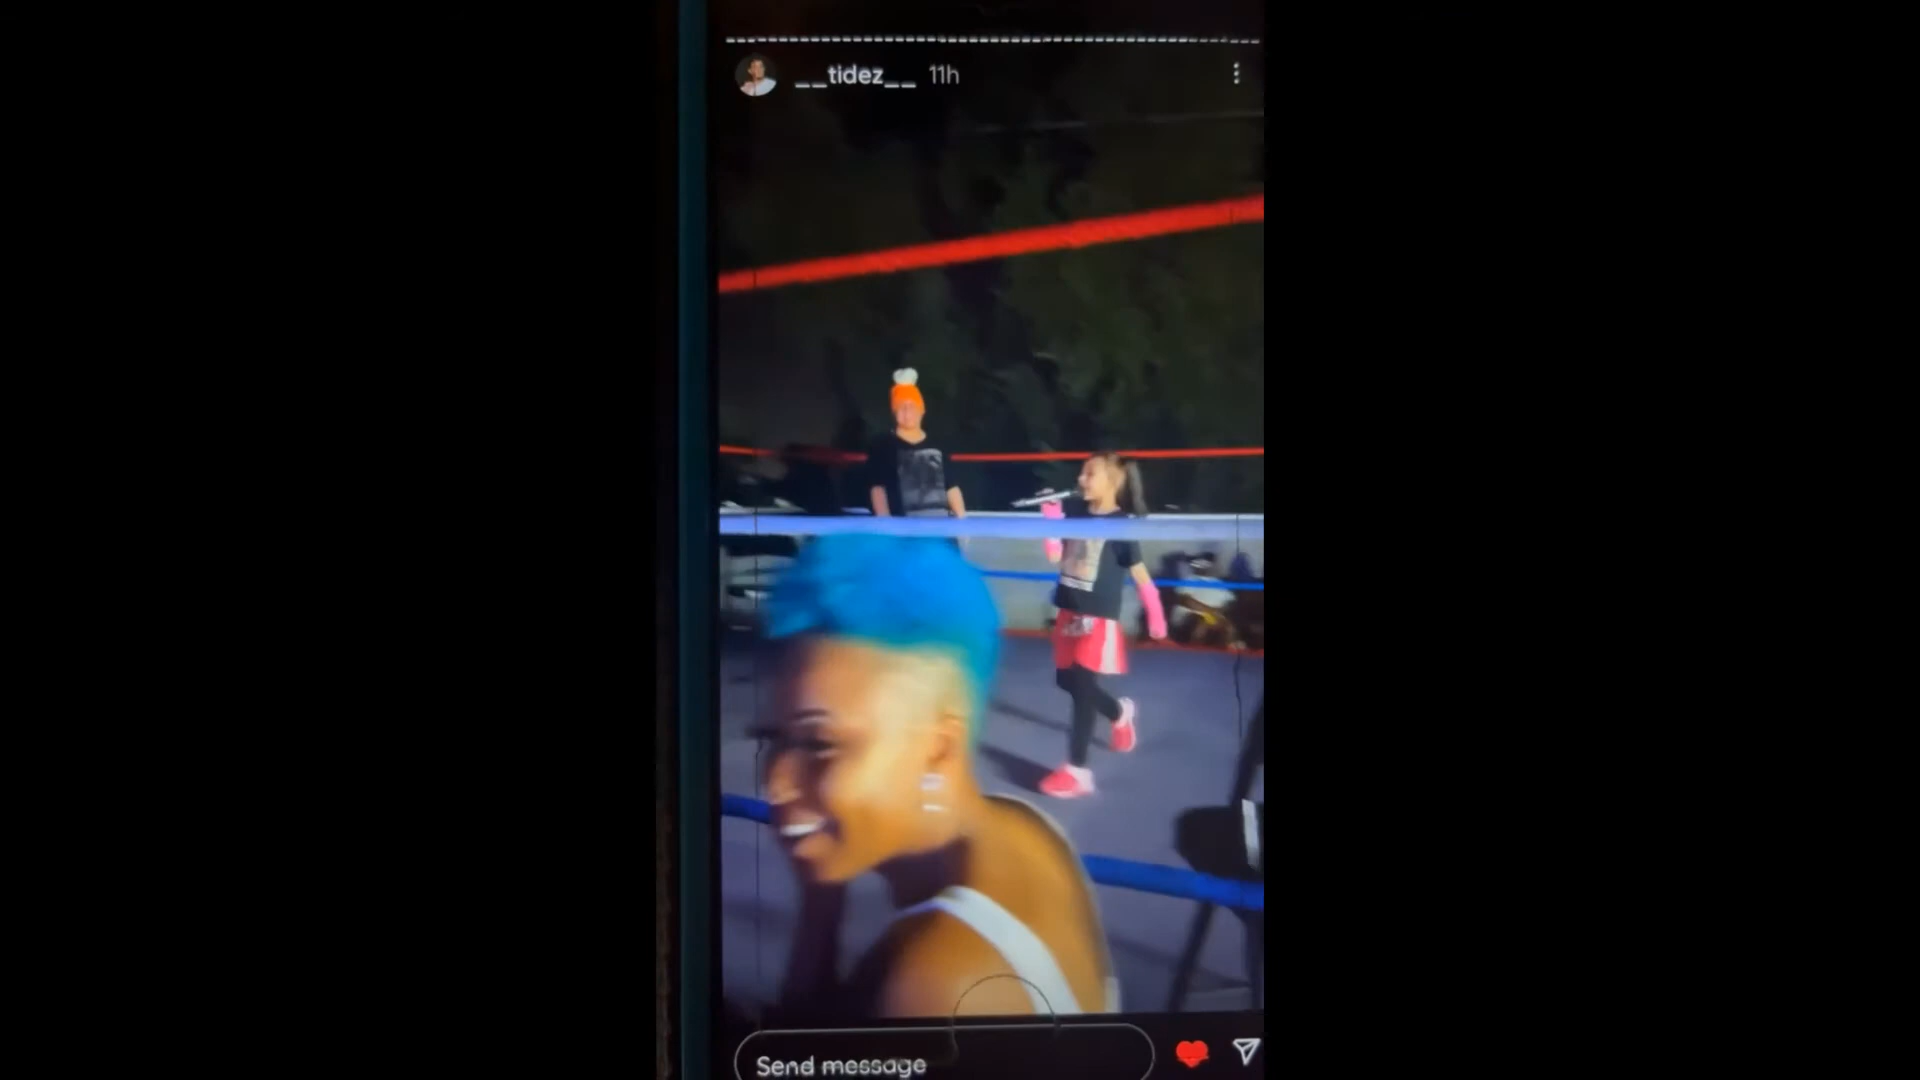 __tidez__ 11h
Send message